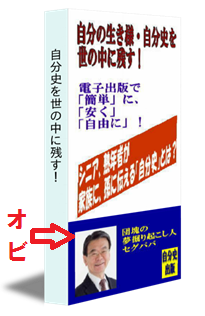 自分の生き様・自分史を
世の中に残す!
電子出版で
「簡単」に、
「安く」
「自由に」!
シニア、熟年者が
家族に、孫に伝える「自分史」とは?
団塊の
夢掘り起こし人
セグパパ
自分史
出版
自分史を世の中に残す!
オビ